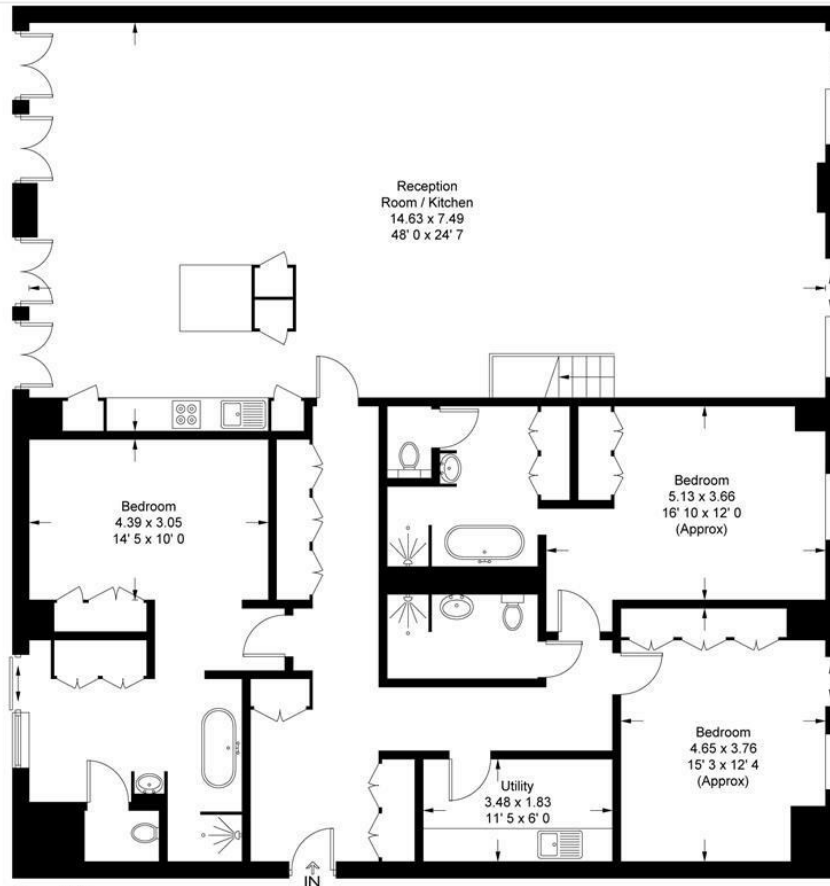 Reception
Room / Kitchen
14.63 x 7.49
48' 0 x 24' 7
Bedroom
4.39 x 3.05
14' 5 x 10' 0
Bedroom
5.13 x 3.66
16' 10 x 12' 0
(Approx)
Bedroom
4.65 x 3.76
15' 3 x 12' 4
(Approx)
Utility
3.48 x 1.83
11' 5 x 6' 0
IN